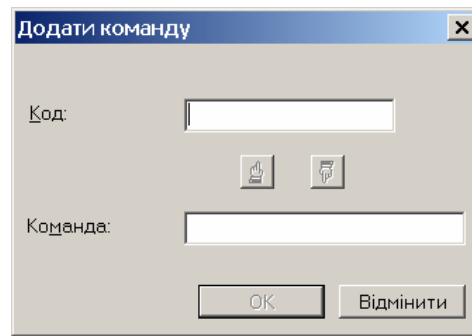 Додати команду
Код:
Команда:
OK
Відмінити